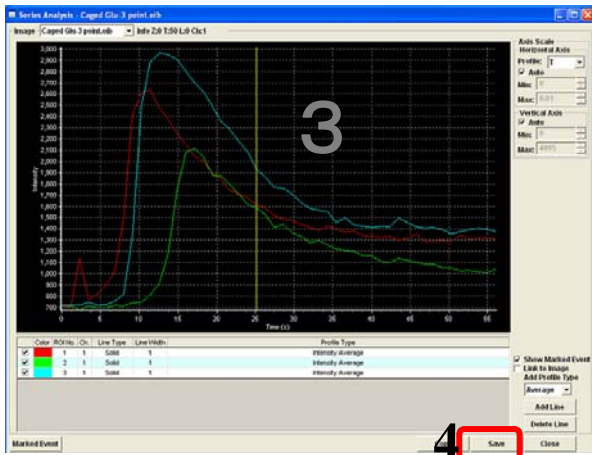 Series Analysis - Caged Glu-3 point.oib
Image Caged Glu-3 point.oib Info Z:0 T:50 L:0 Ch:1
Axis Scale
Horizontal Axis
Profile: T
Auto
Min: 0
Max: 0.01
Vertical Axis
Auto
Min: 0
Max: 4095
3,000
2,900
2,800
2,700
2,600
2,500
2,400
2,300
2,200
2,100
2,000
1,900
1,800
1,700
1,600
1,500
1,400
1,300
1,200
1,100
1,000
900
800
700
Intensity
3
0 5 10 15 20 25 30 35 40 45 50 55
Time (s)
Color ROI No. Ch. Line Type Line Width Profile Type
1 1 Solid 1 Intensity Average
2 1 Solid 1 Intensity Average
3 1 Solid 1 Intensity Average
Show Marked Event
Link to Image
Add Profile Type
Average
Add Line
Delete Line
Marked Event
4
Save
Close